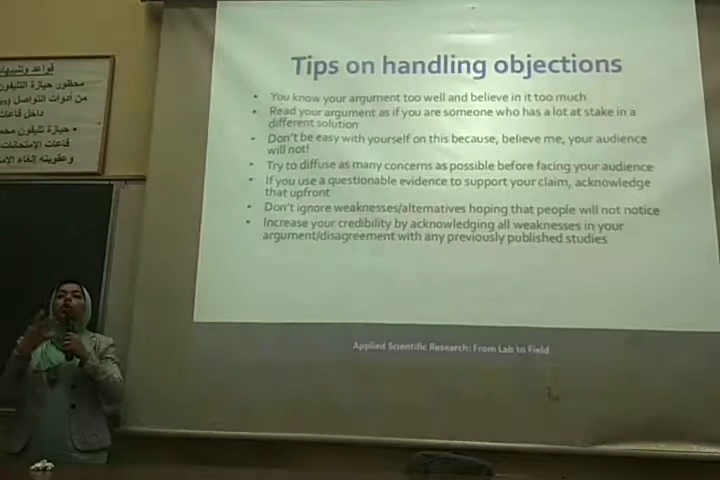 قواعد وتنبيهات
محظور حيازة التليفون
من أدوات التواصل
داخل قاعات
• حيازة تليفون محمو
قاعات الإمتحانات
وعقوبته إلغاء الام
Tips on handling objections
• You know your argument too well and believe in it too much
• Read your argument as if you are someone who has a lot at stake in a
different solution
• Don't be easy with yourself on this because, believe me, your audience
will not!
• Try to diffuse as many concerns as possible before facing your audience
• If you use a questionable evidence to support your claim, acknowledge
that upfront
• Don't ignore weaknesses/alternatives hoping that people will not notice
• Increase your credibility by acknowledging all weaknesses in your
argument/disagreement with any previously published studies
Applied Scientific Research: From Lab to Field